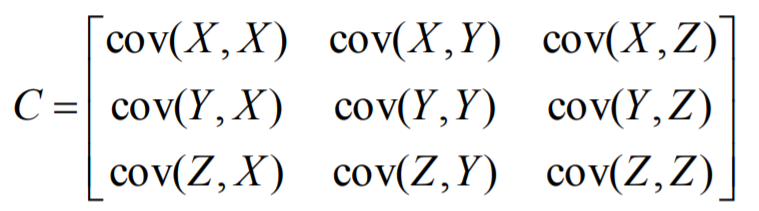 cov(X,X) cov(X,Y) cov(X,Z)
C = cov(Y,X) cov(Y,Y) cov(Y,Z)
cov(Z,X) cov(Z,Y) cov(Z,Z)